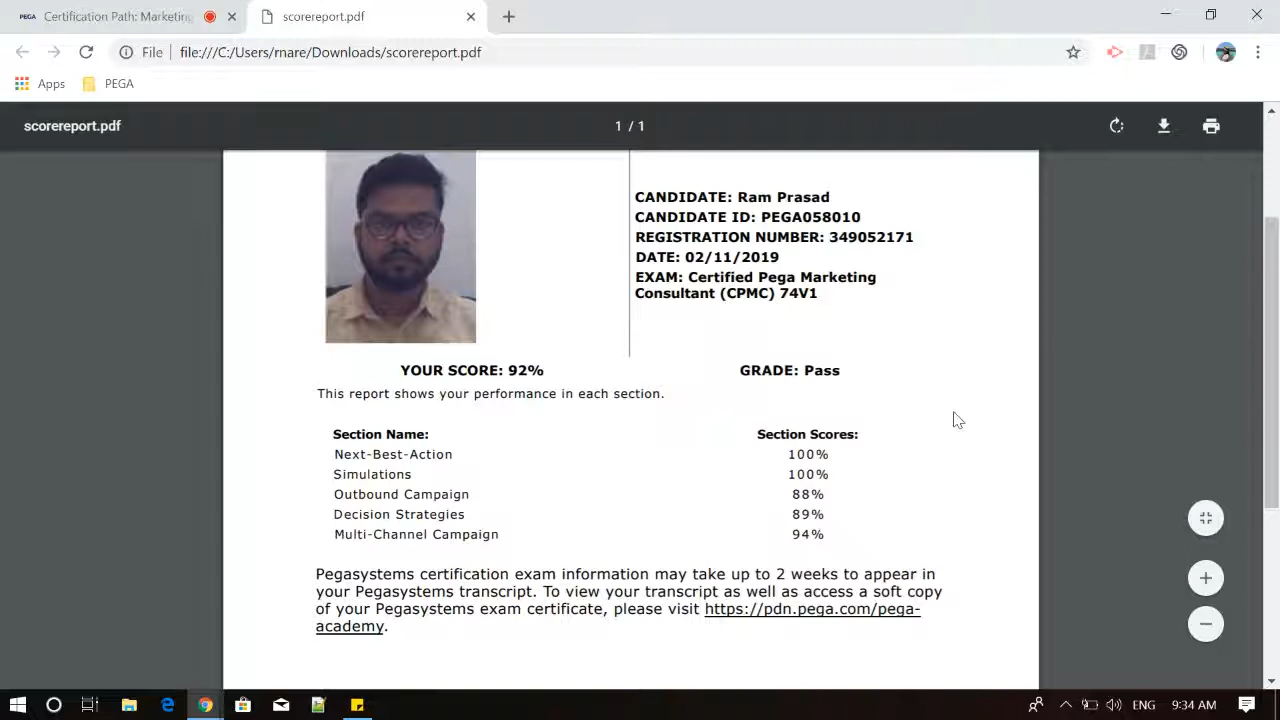 PEGA Certification Path: Marketing
scorereport.pdf
File file:///C:/Users/rnare/Downloads/scorereport.pdf
Apps PEGA
scorereport.pdf 1 / 1
CANDIDATE: Ram Prasad
CANDIDATE ID: PEGA058010
REGISTRATION NUMBER: 349052171
DATE: 02/11/2019
EXAM: Certified Pega Marketing
Consultant (CPMC) 74V1
YOUR SCORE: 92% GRADE: Pass
This report shows your performance in each section.
Section Name: Section Scores:
Next-Best-Action 100%
Simulations 100%
Outbound Campaign 88%
Decision Strategies 89%
Multi-Channel Campaign 94%
Pegasystems certification exam information may take up to 2 weeks to appear in
your Pegasystems transcript. To view your transcript as well as access a soft copy
of your Pegasystems exam certificate, please visit https://pdn.pega.com/pega-
academy.
ENG 9:34 AM